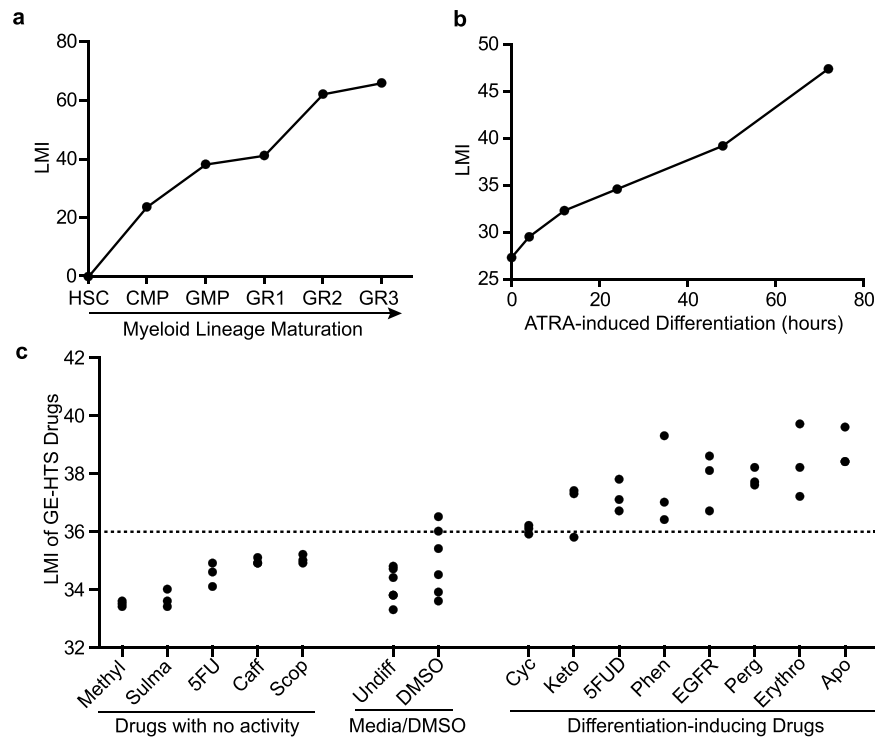 a
80
60
40
20
0
LMI
HSC CMP GMP GR1 GR2 GR3
Myeloid Lineage Maturation
b
50
45
40
35
30
25
LMI
0 20 40 60 80
ATRA-induced Differentiation (hours)
c
42
40
38
36
34
32
LMI of GE-HTS Drugs
Methyl Sulma 5FU Caff Scop Undiff DMSO Cyc Keto 5FUD Phen EGFR Perg Erythro Apo
Drugs with no activity Media/DMSO Differentiation-inducing Drugs